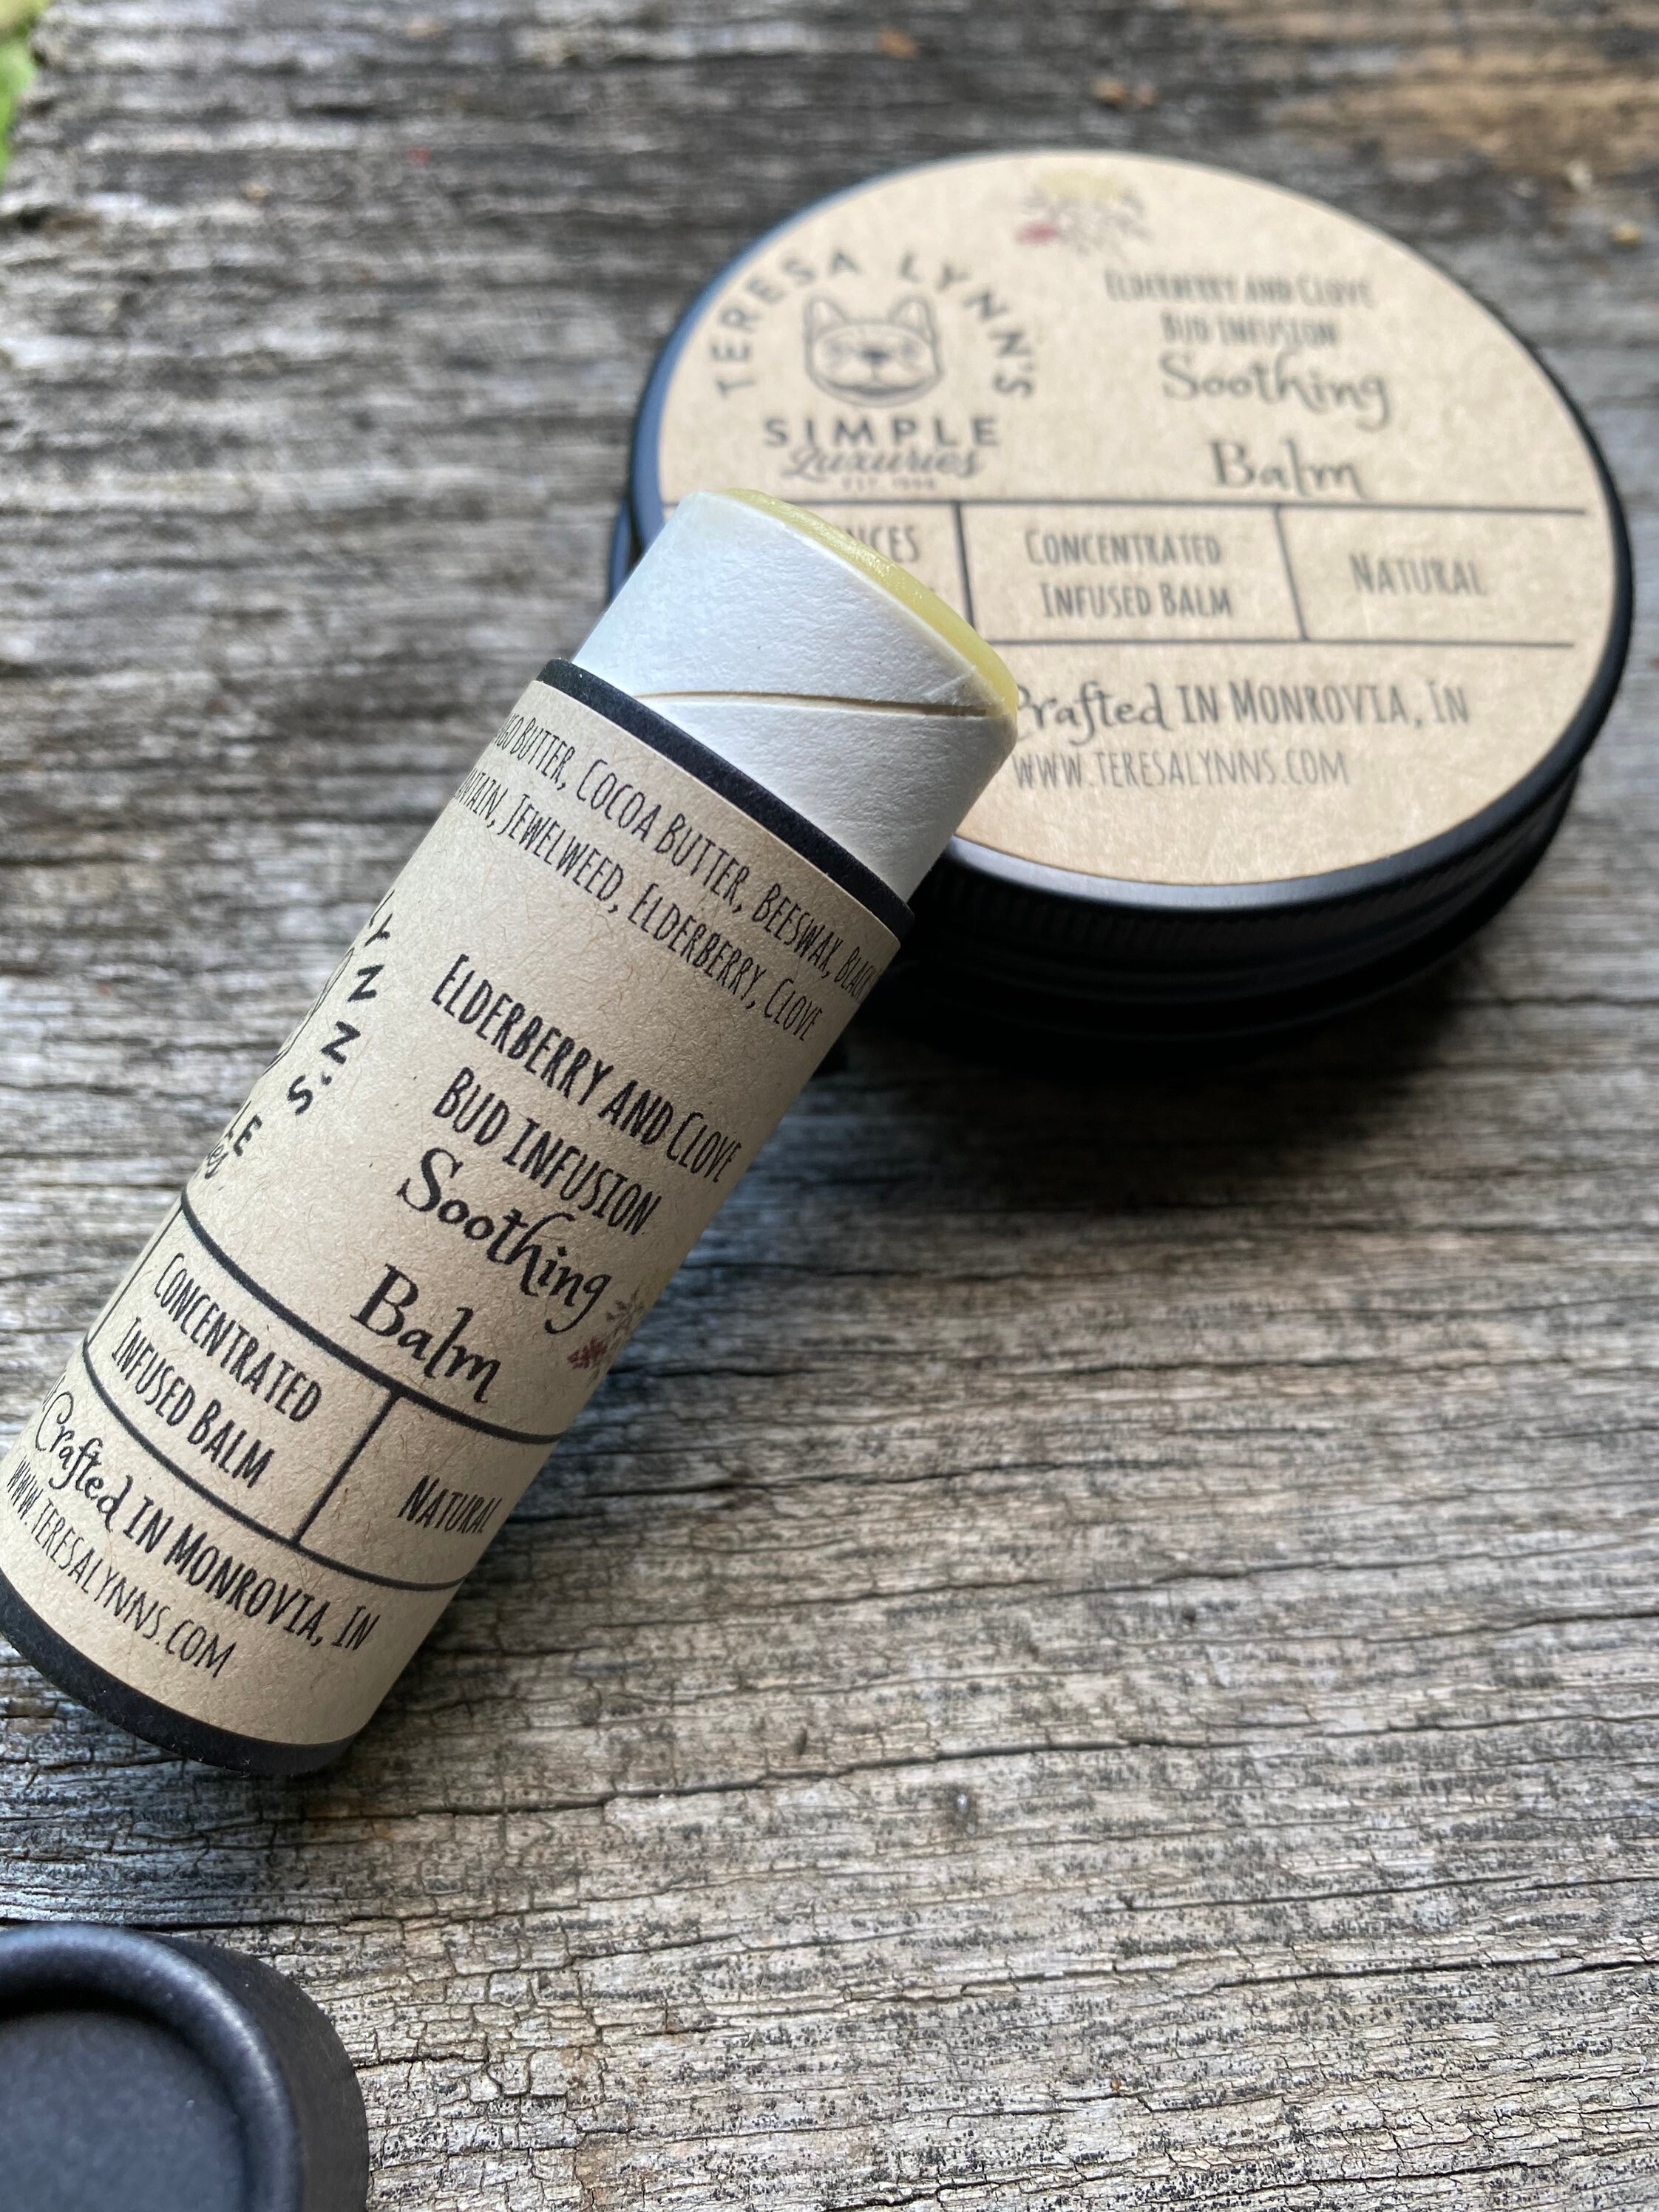 TERESA LYNN'S
SIMPLE
Luxuries
ELDERBERRY AND CLOVE
BUD INFUSION
Soothing
Balm
CONCENTRATED
INFUSED BALM
NATURAL
Crafted IN MONROVIA, IN
WWW.TERESALYNNS.COM
BUTTER, COCOA BUTTER, BEESWAX,
JEWELWEED, ELDERBERRY, CLOVE
ELDERBERRY AND CLOVE
BUD INFUSION
Soothing
Balm
CONCENTRATED
INFUSED BALM
NATURAL
Crafted IN MONROVIA, IN
WWW.TERESALYNNS.COM